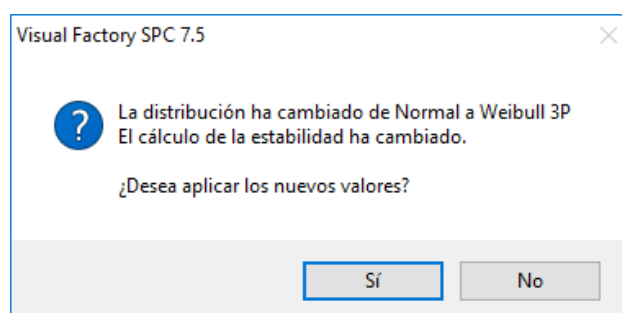 Visual Factory SPC 7.5
La distribución ha cambiado de Normal a Weibull 3P
El cálculo de la estabilidad ha cambiado.
¿Desea aplicar los nuevos valores?
Sí
No